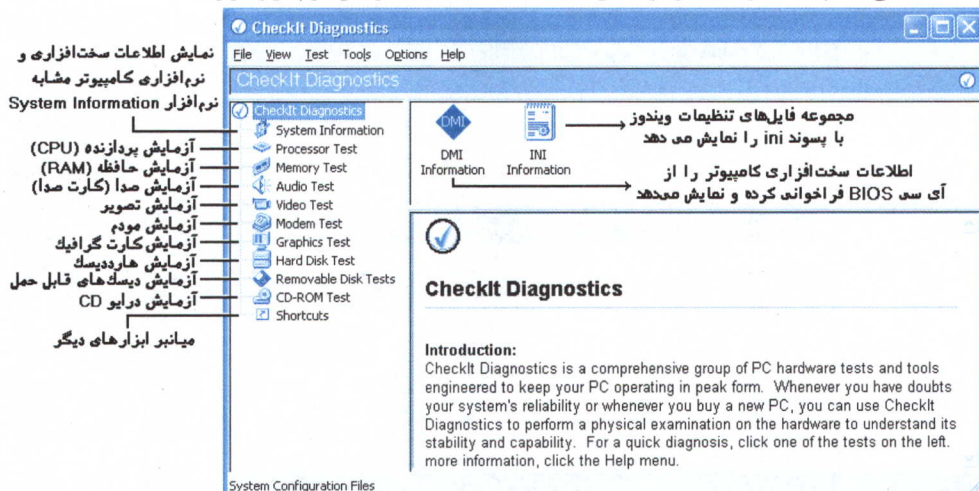 CheckIt Diagnostics
File View Test Tools Options Help
CheckIt Diagnostics
CheckIt Diagnostics
System Information
Processor Test
Memory Test
Audio Test
Video Test
Modem Test
Graphics Test
Hard Disk Test
Removable Disk Tests
CD-ROM Test
Shortcuts
نمایش اطلاعات سخت‌افزاری و
نرم‌افزاری کامپیوتر مشابه
نرم‌افزار System Information
آزمایش پردازنده (CPU)
آزمایش حافظه (RAM)
آزمایش صدا (کارت صدا)
آزمایش تصویر
آزمایش مودم
آزمایش کارت گرافیك
آزمایش هارددیسك
آزمایش دیسك‌های قابل حمل
آزمایش درایو CD
میانبر ابزارهای دیگر
DMI
DMI
Information
INI
Information
مجموعه فایل‌های تنظیمات ویندوز
با پسوند ini را نمایش می دهد
اطلاعات سخت‌افزاری کامپیوتر را از
آی سی BIOS فراخوانی کرده و نمایش می‌دهد
CheckIt Diagnostics
Introduction:
CheckIt Diagnostics is a comprehensive group of PC hardware tests and tools
engineered to keep your PC operating in peak form. Whenever you have doubts
your system's reliability or whenever you buy a new PC, you can use CheckIt
Diagnostics to perform a physical examination on the hardware to understand its
stability and capability. For a quick diagnosis, click one of the tests on the left.
more information, click the Help menu.
System Configuration Files